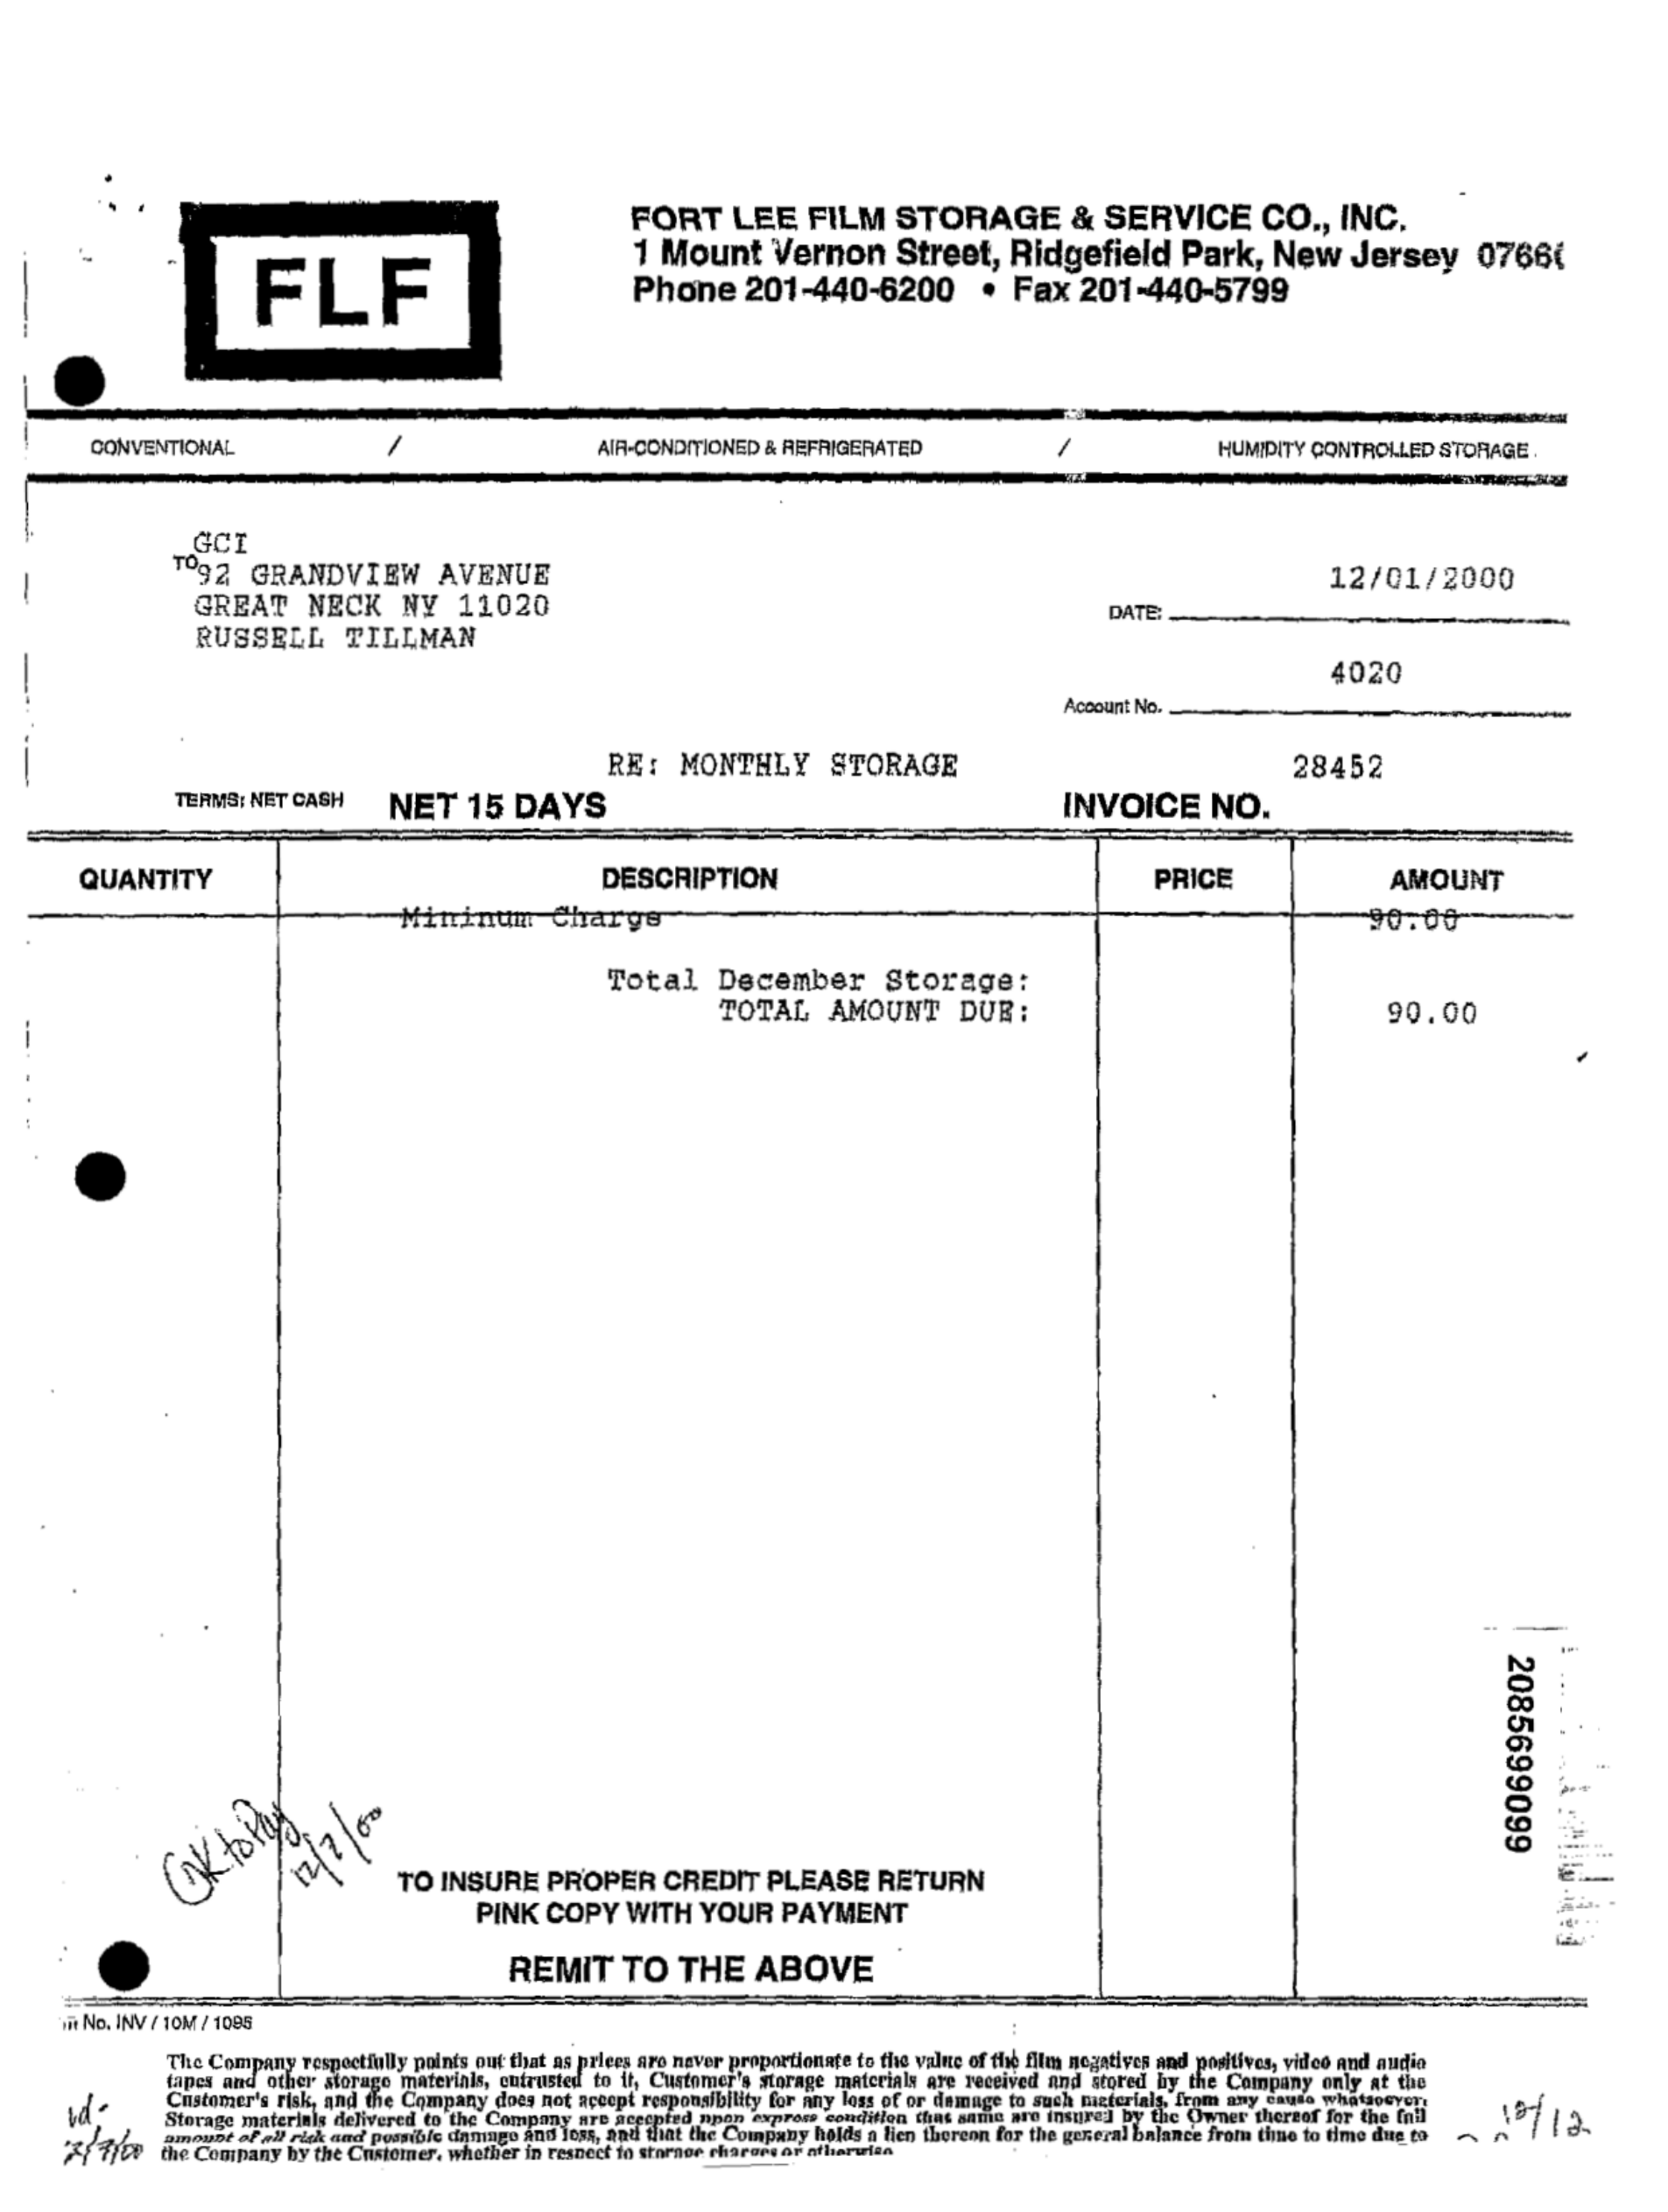 FLF
FORT LEE FILM STORAGE & SERVICE CO., INC.
1 Mount Vernon Street, Ridgefield Park, New Jersey 0766
Phone 201-440-6200 • Fax 201-440-5799
CONVENTIONAL / AIR-CONDITIONED & REFRIGERATED / HUMIDITY CONTROLLED STORAGE
GCI
TO 92 GRANDVIEW AVENUE
GREAT NECK NY 11020
RUSSELL TILLMAN
12/01/2000
DATE:
4020
Account No.
RE: MONTHLY STORAGE 28452
TERMS: NET CASH NET 15 DAYS INVOICE NO.
QUANTITY DESCRIPTION PRICE AMOUNT
Mininum Charge 90.00
Total December Storage:
TOTAL AMOUNT DUE: 90.00
2085699099
OK to Pay
12/7/00
TO INSURE PROPER CREDIT PLEASE RETURN
PINK COPY WITH YOUR PAYMENT
REMIT TO THE ABOVE
No. INV / 10M / 1095
The Company respectfully points out that as prices are never proportionate to the value of the film negatives and positives, video and audio
tapes and other storage materials, entrusted to it, Customer's storage materials are received and stored by the Company only at the
Customer's risk, and the Company does not accept responsibility for any loss of or damage to such materials, from any cause whatsoever.
Storage materials delivered to the Company are accepted upon express condition that same are insured by the Owner thereof for the full
amount of all risk and possible damage and loss, and that the Company holds a lien thereon for the general balance from time to time due to
the Company by the Customer, whether in respect to storage charges or otherwise